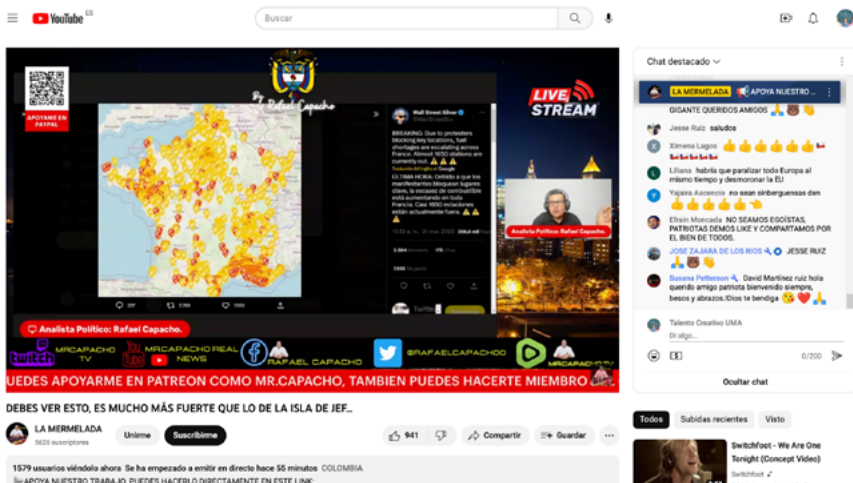 YouTube ES
Buscar
APOYAME EN
PAYPAL
By
Rafael Capacho
LIVE
STREAM
Wall Street Silver
BREAKING: Due to protesters
blocking key locations, fuel
shortages are escalating across
France. Almost 1650 stations are
currently out.
ÚLTIMA HORA: Debido a que los
manifestantes bloquean lugares
clave, la escasez de combustible
está aumentando en toda
Francia. Casi 1650 estaciones
están actualmente fuera.
Analista Político: Rafael Capacho.
Analista Político: Rafael Capacho.
twitch MRCAPACHO TV
You Tube MRCAPACHO REAL NEWS
RAFAEL CAPACHO
@RAFAELCAPACHOO
MRCAPACHOTV
UEDES APOYARME EN PATREON COMO MR.CAPACHO, TAMBIEN PUEDES HACERTE MIEMBRO
DEBES VER ESTO, ES MUCHO MÁS FUERTE QUE LO DE LA ISLA DE JEF...
LA MERMELADA
5620 suscriptores
Unirme
Suscribirme
941
Compartir
Guardar
1579 usuarios viéndolo ahora Se ha empezado a emitir en directo hace 55 minutos COLOMBIA
APOYA NUESTRO TRABAJO, PUEDES HACERLO DIRECTAMENTE EN ESTE LINK:
Chat destacado
LA MERMELADA APOYA NUESTRO ...
GIGANTE QUERIDOS AMIGOS
Jesse Ruiz saludos
Ximena Lagos
Liliana habría que paralizar todo Europa al
mismo tiempo y desmoronar la EU
Yajaira Ascencio no sean sinberguensas den
Efraín Moncada NO SEAMOS EGOÍSTAS,
PATRIOTAS DEMOS LIKE Y COMPARTAMOS POR
EL BIEN DE TODOS.
JOSE ZAJARA DE LOS RIOS JESSE RUIZ
Susana Petterson David Martínez ruiz hola
querido amigo patriota bienvenido siempre,
besos y abrazos.!Dios te bendiga
Talento Creativo UMA
Di algo...
0/200
Ocultar chat
Todos
Subidas recientes
Visto
Switchfoot - We Are One
Tonight (Concept Video)
Switchfoot